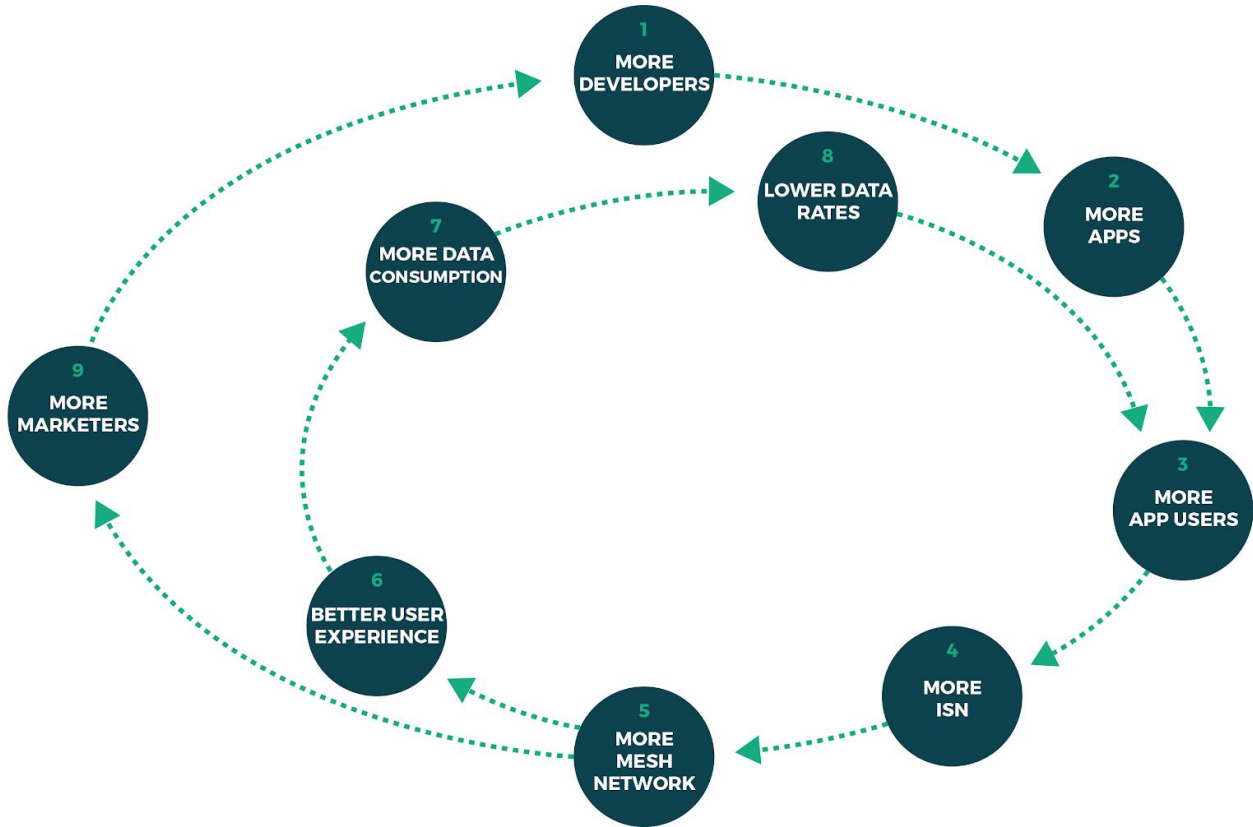 1
MORE
DEVELOPERS
2
MORE
APPS
3
MORE
APP USERS
4
MORE
ISN
5
MORE
MESH
NETWORK
6
BETTER USER
EXPERIENCE
7
MORE DATA
CONSUMPTION
8
LOWER DATA
RATES
9
MORE
MARKETERS